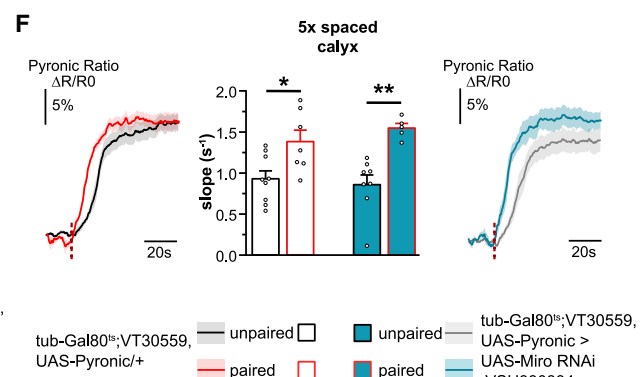 F
5x spaced
calyx
Pyronic Ratio
ΔR/R0
5%
20s
slope (s⁻¹)
2.0
1.5
1.0
0.5
0.0
*
**
Pyronic Ratio
ΔR/R0
5%
20s
,
tub-Gal80ᵗˢ;VT30559,
UAS-Pyronic/+
unpaired
paired
unpaired
paired
tub-Gal80ᵗˢ;VT30559,
UAS-Pyronic >
UAS-Miro RNAi